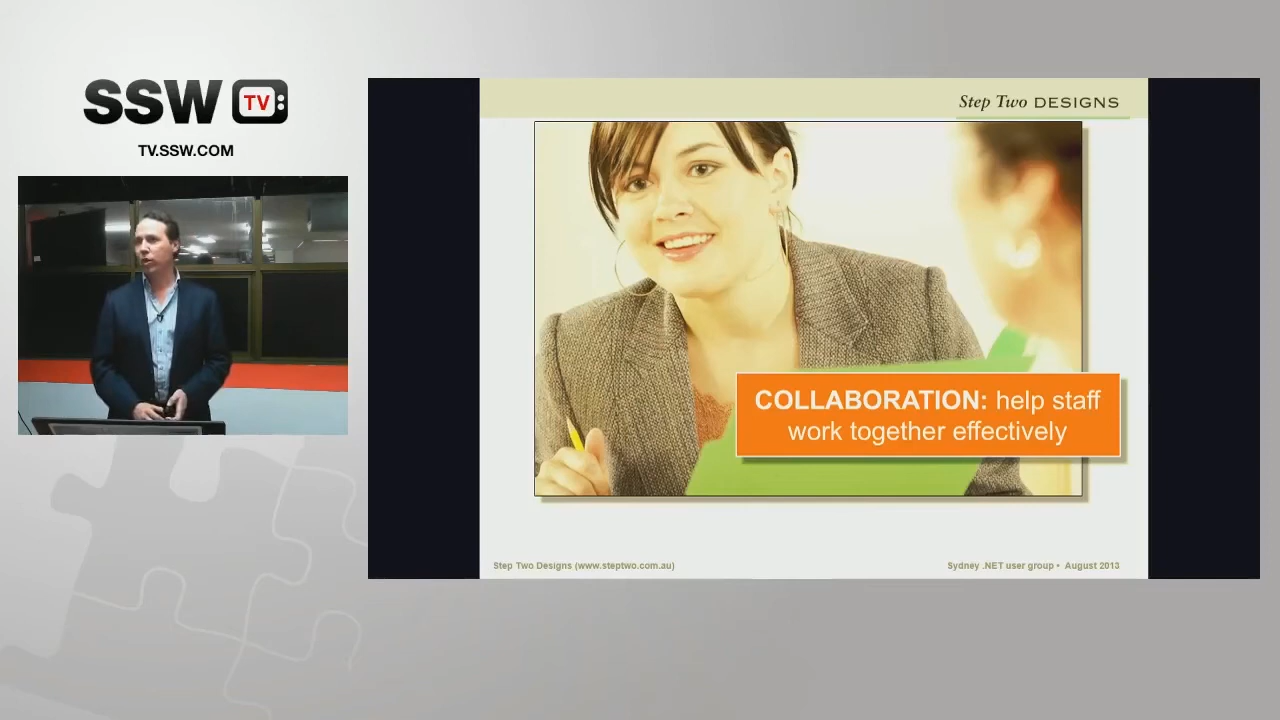 SSW TV
TV.SSW.COM
Step Two DESIGNS
COLLABORATION: help staff
work together effectively
Step Two Designs (www.steptwo.com.au)
Sydney .NET user group • August 2013